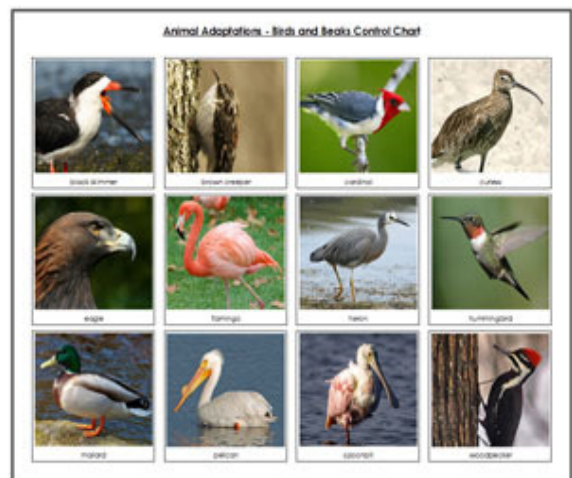 Animal Adaptations - Birds and Beaks Control Chart
black skimmer
brown creeper
cardinal
curlew
eagle
flamingo
heron
hummingbird
mallard
pelican
spoonbill
woodpecker